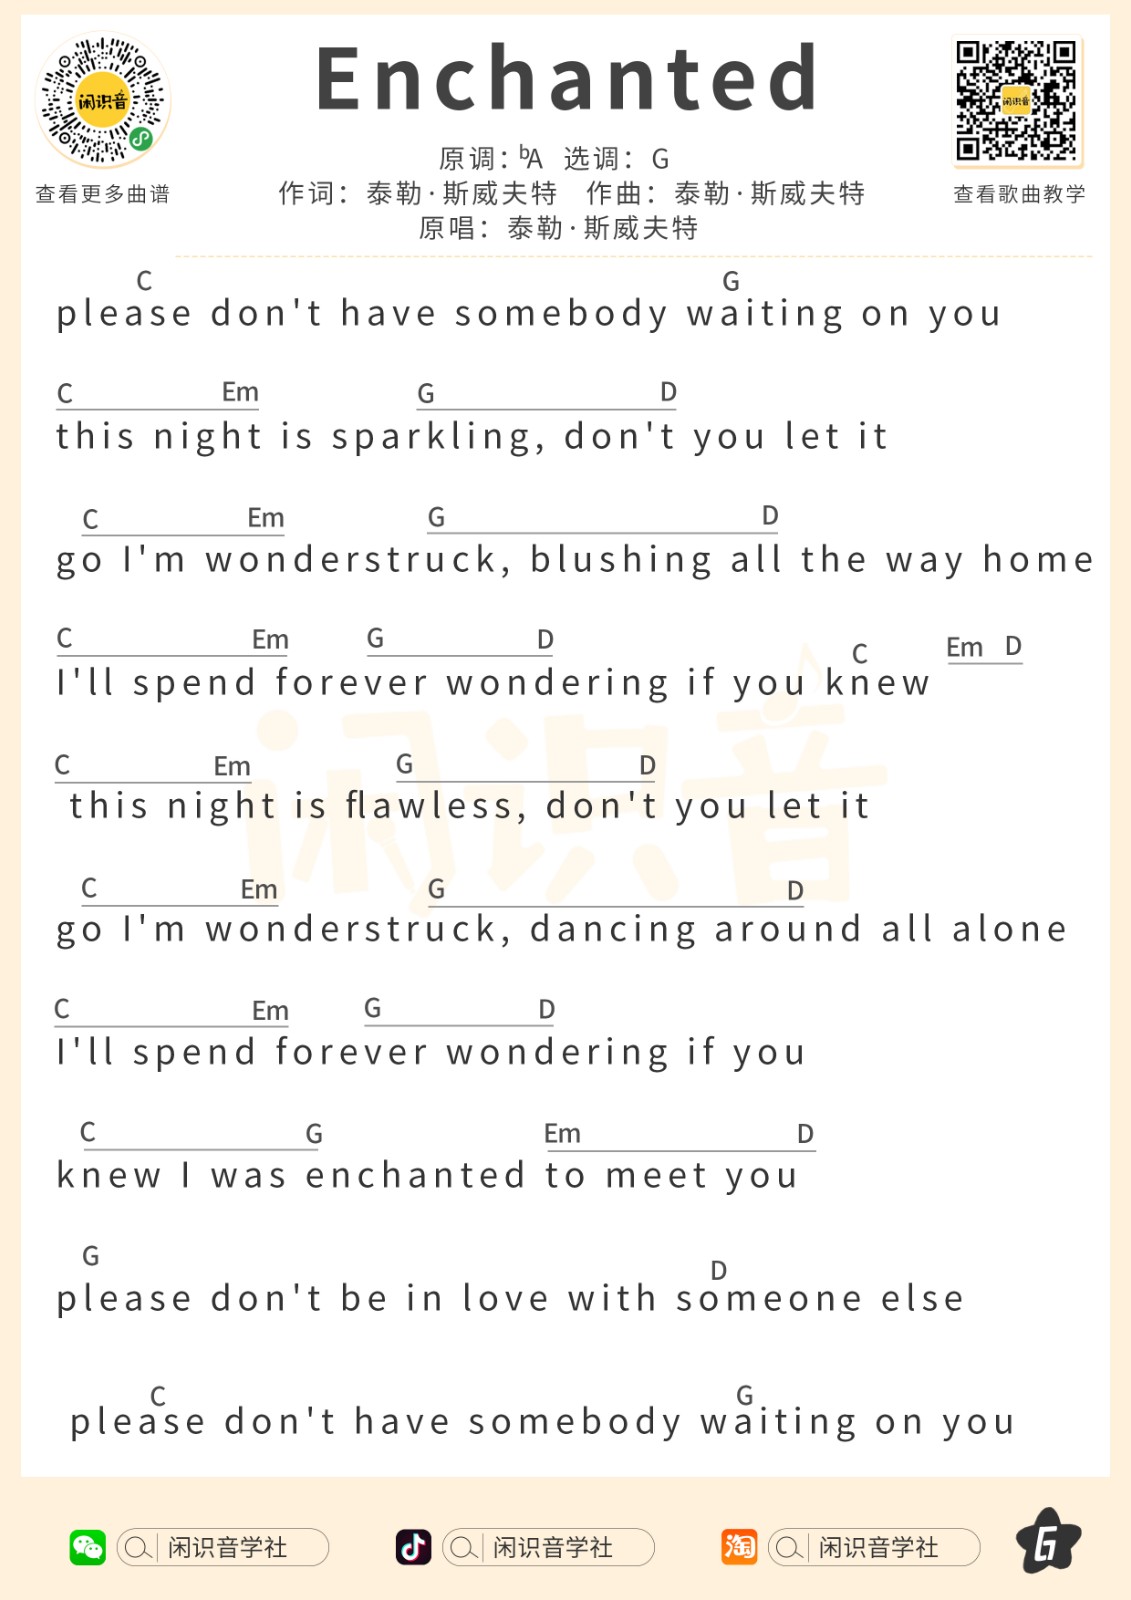 Enchanted
闲识音
闲识音
原调：ᵇA 选调：G
查看更多曲谱
作词：泰勒·斯威夫特 作曲：泰勒·斯威夫特
查看歌曲教学
原唱：泰勒·斯威夫特
C G
please don't have somebody waiting on you
C Em G D
this night is sparkling, don't you let it
C Em G D
go I'm wonderstruck, blushing all the way home
C Em G D C Em D
I'll spend forever wondering if you knew
闲识音
C Em G D
this night is flawless, don't you let it
C Em G D
go I'm wonderstruck, dancing around all alone
C Em G D
I'll spend forever wondering if you
C G Em D
knew I was enchanted to meet you
G D
please don't be in love with someone else
C G
please don't have somebody waiting on you
闲识音学社 闲识音学社 淘 闲识音学社 G